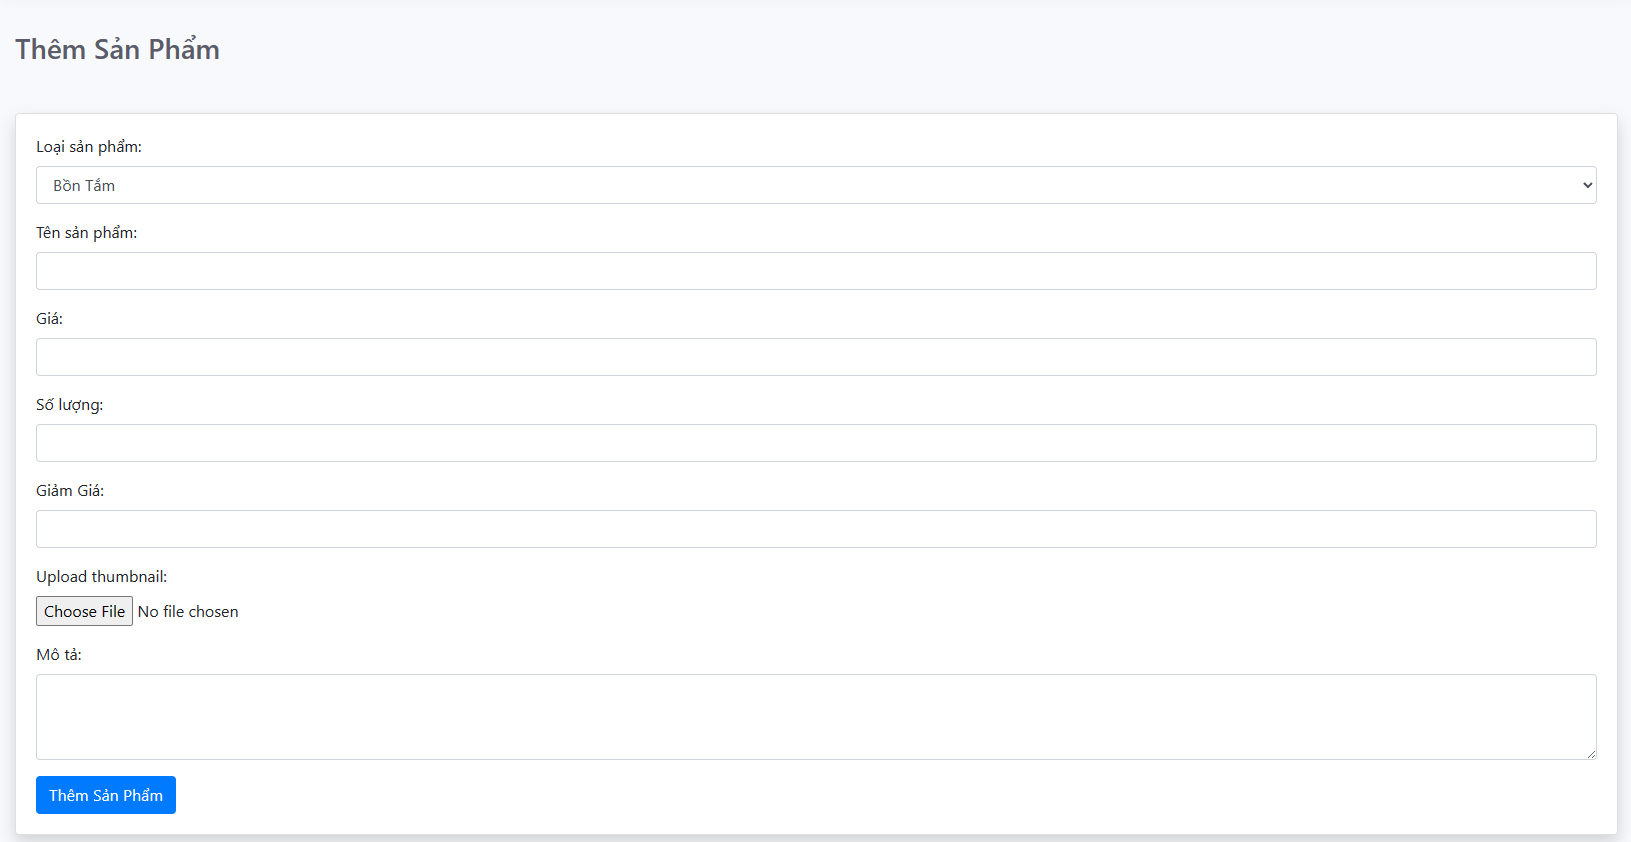 Thêm Sản Phẩm
Loại sản phẩm:
Bồn Tắm
Tên sản phẩm:
Giá:
Số lượng:
Giảm Giá:
Upload thumbnail:
Choose File No file chosen
Mô tả:
Thêm Sản Phẩm